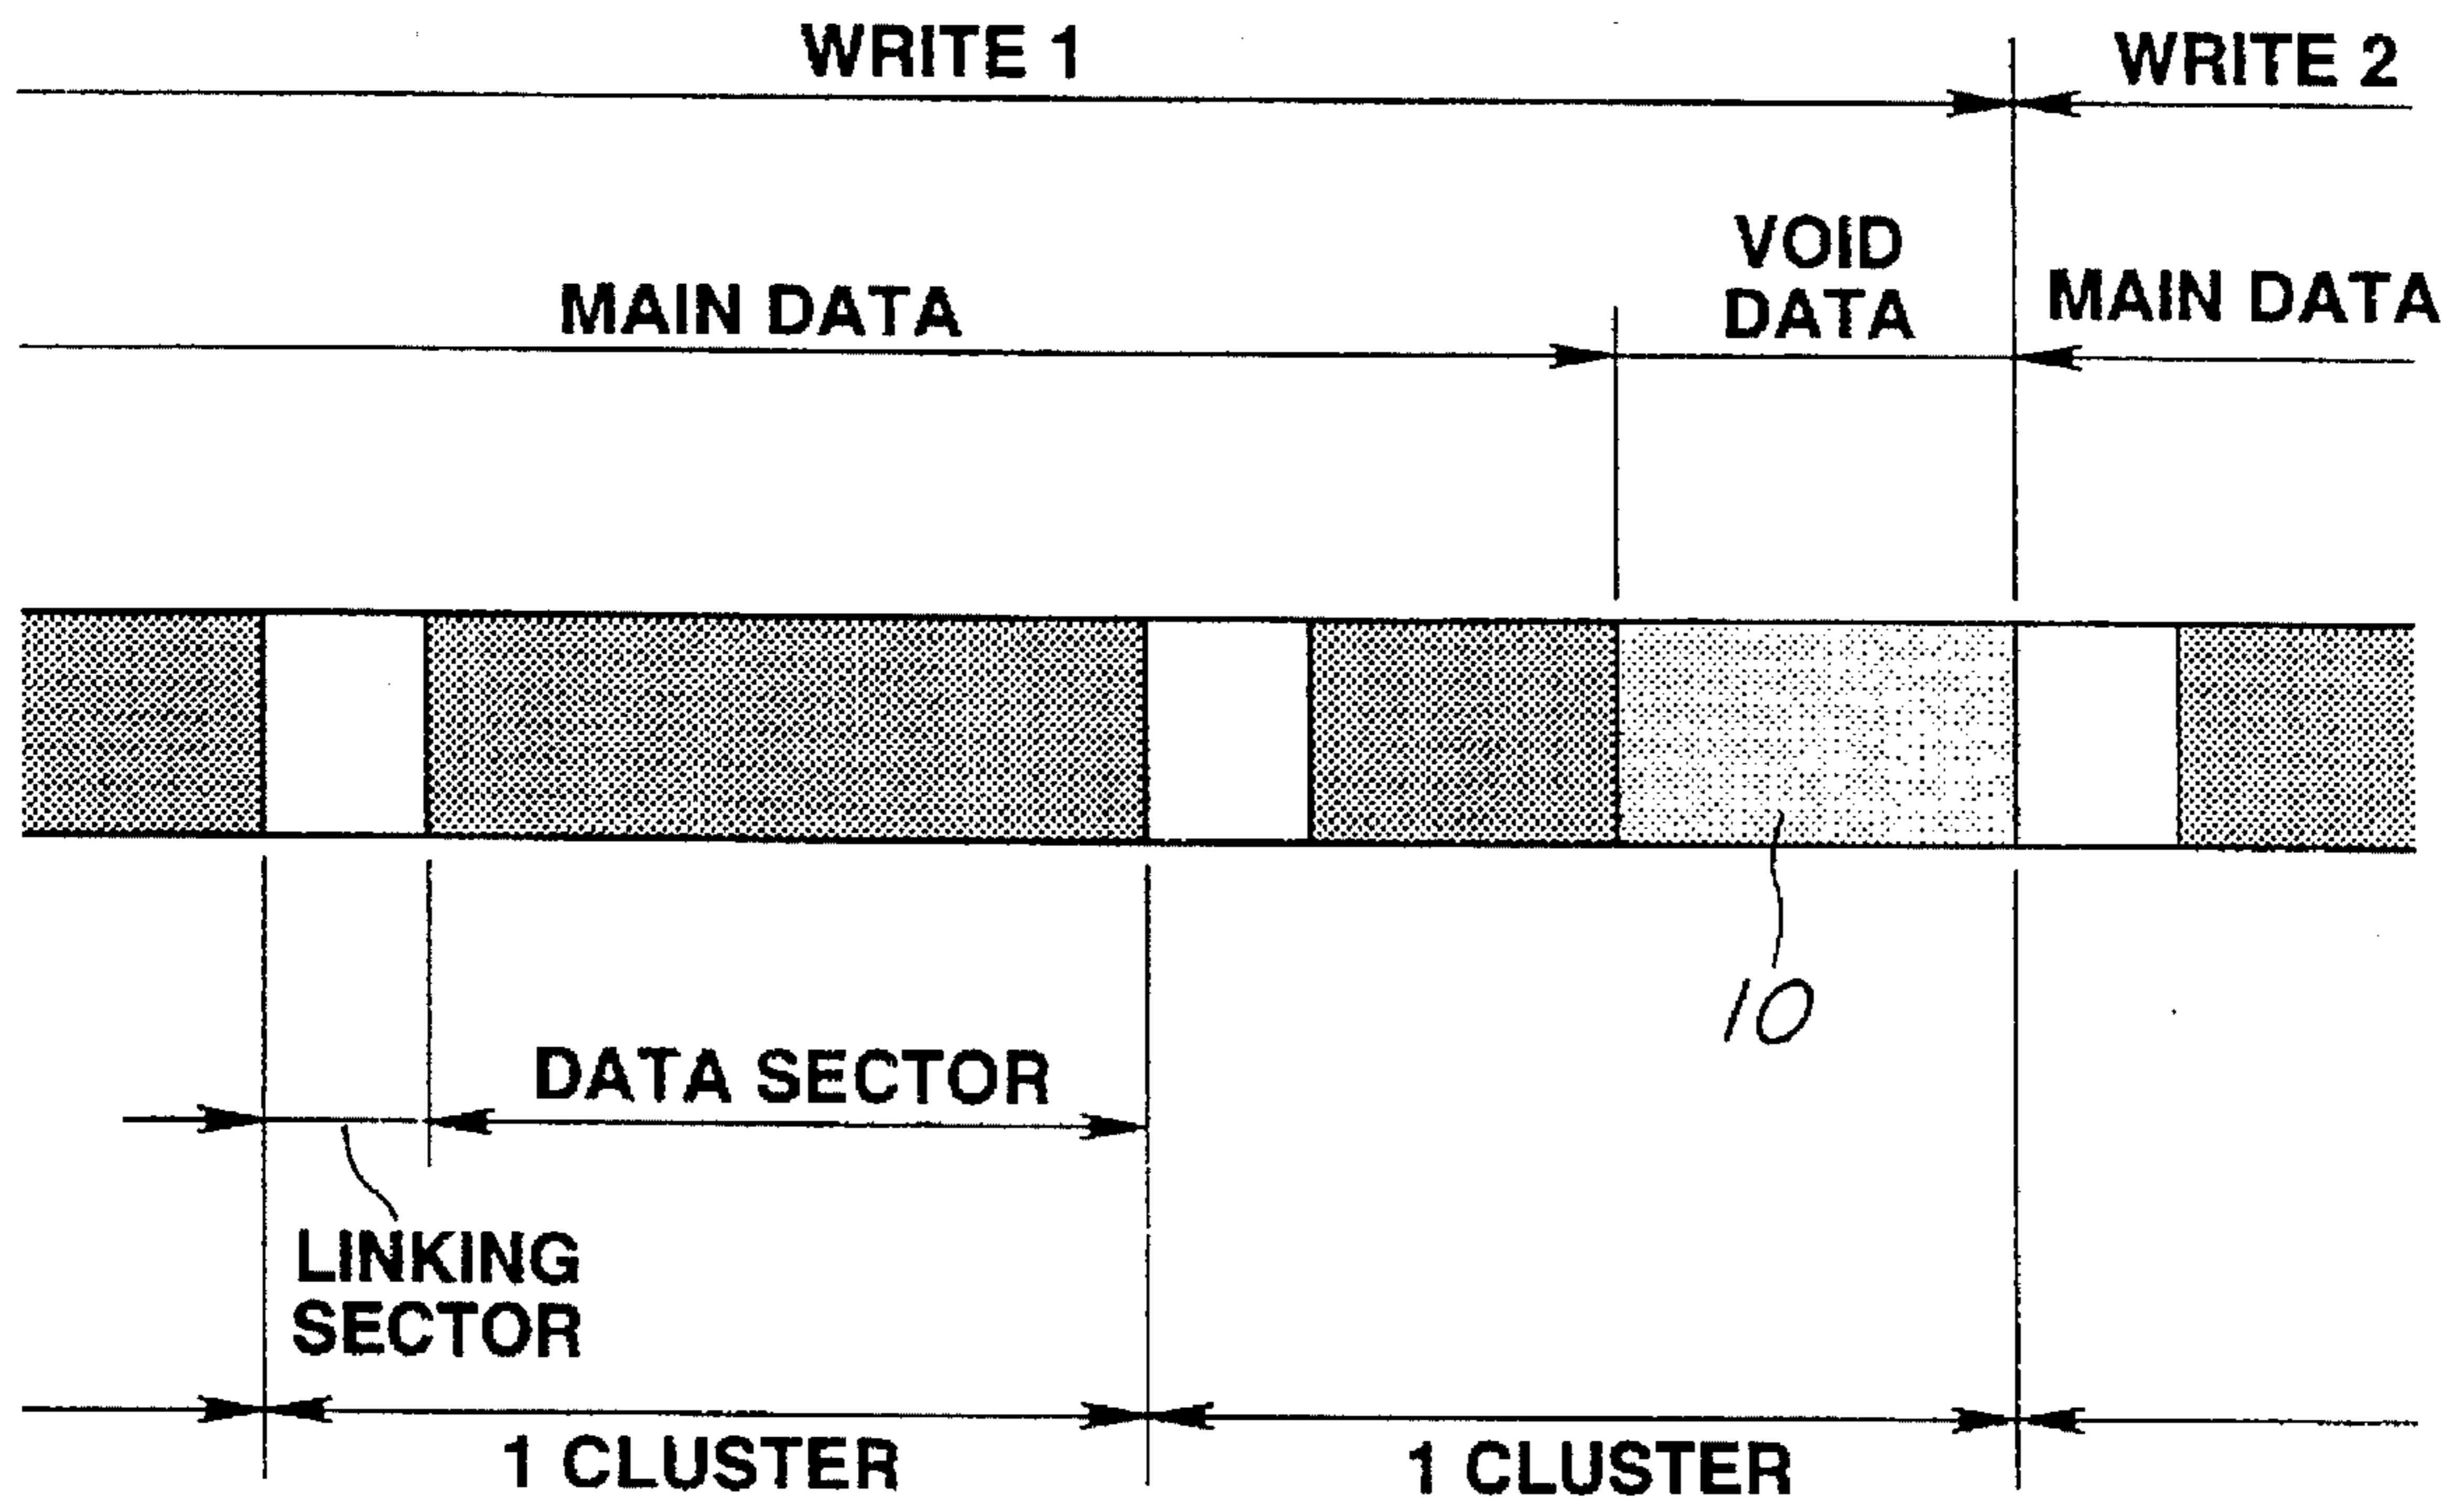 WRITE 1
WRITE 2
VOID
DATA
MAIN DATA
MAIN DATA
10
DATA SECTOR
LINKING
SECTOR
1 CLUSTER
1 CLUSTER